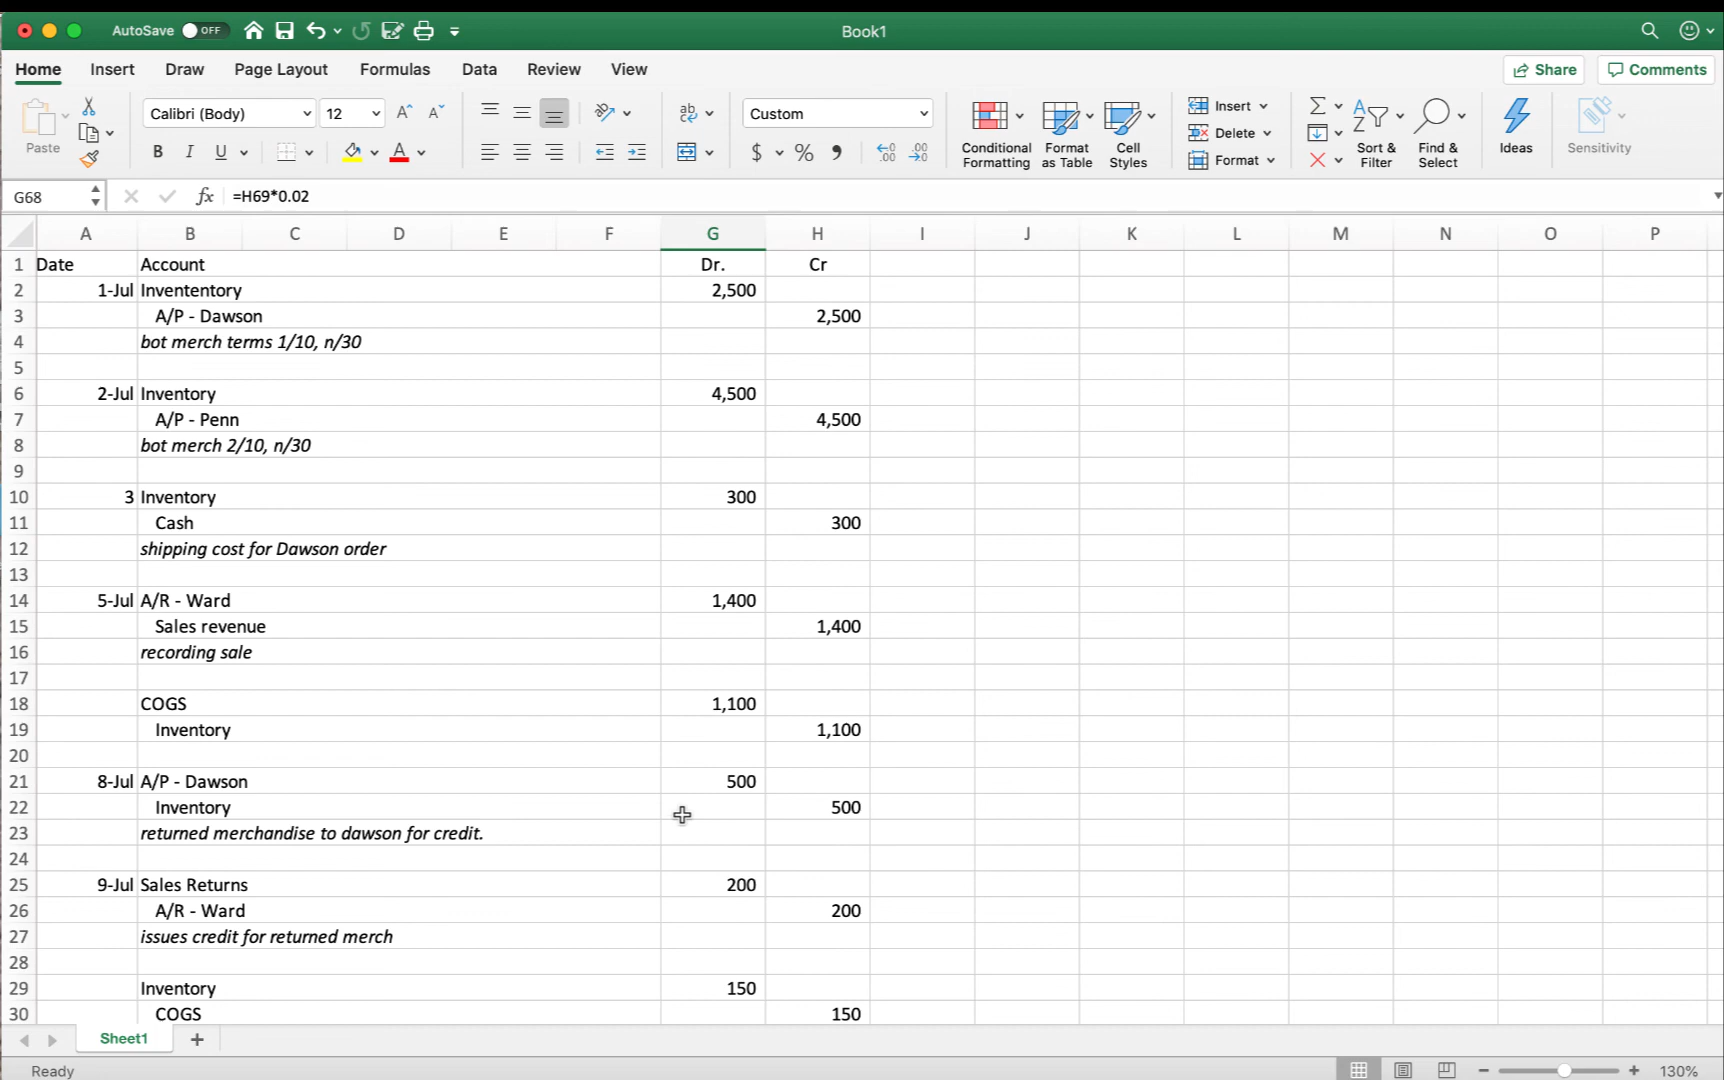 AutoSave OFF Book1
Home Insert Draw Page Layout Formulas Data Review View Share Comments
Paste Calibri (Body) 12 A^ Aˇ B I U A ab Custom $ % 9 Conditional Formatting Format as Table Cell Styles Insert Delete Format Sort & Filter Find & Select Ideas Sensitivity
G68 fx =H69*0.02
A B C D E F G H I J K L M N O P
1 Date Account Dr. Cr
2 1-Jul Invententory 2,500
3 A/P - Dawson 2,500
4 bot merch terms 1/10, n/30
5
6 2-Jul Inventory 4,500
7 A/P - Penn 4,500
8 bot merch 2/10, n/30
9
10 3 Inventory 300
11 Cash 300
12 shipping cost for Dawson order
13
14 5-Jul A/R - Ward 1,400
15 Sales revenue 1,400
16 recording sale
17
18 COGS 1,100
19 Inventory 1,100
20
21 8-Jul A/P - Dawson 500
22 Inventory 500
23 returned merchandise to dawson for credit.
24
25 9-Jul Sales Returns 200
26 A/R - Ward 200
27 issues credit for returned merch
28
29 Inventory 150
30 COGS 150
Sheet1 +
Ready 130%